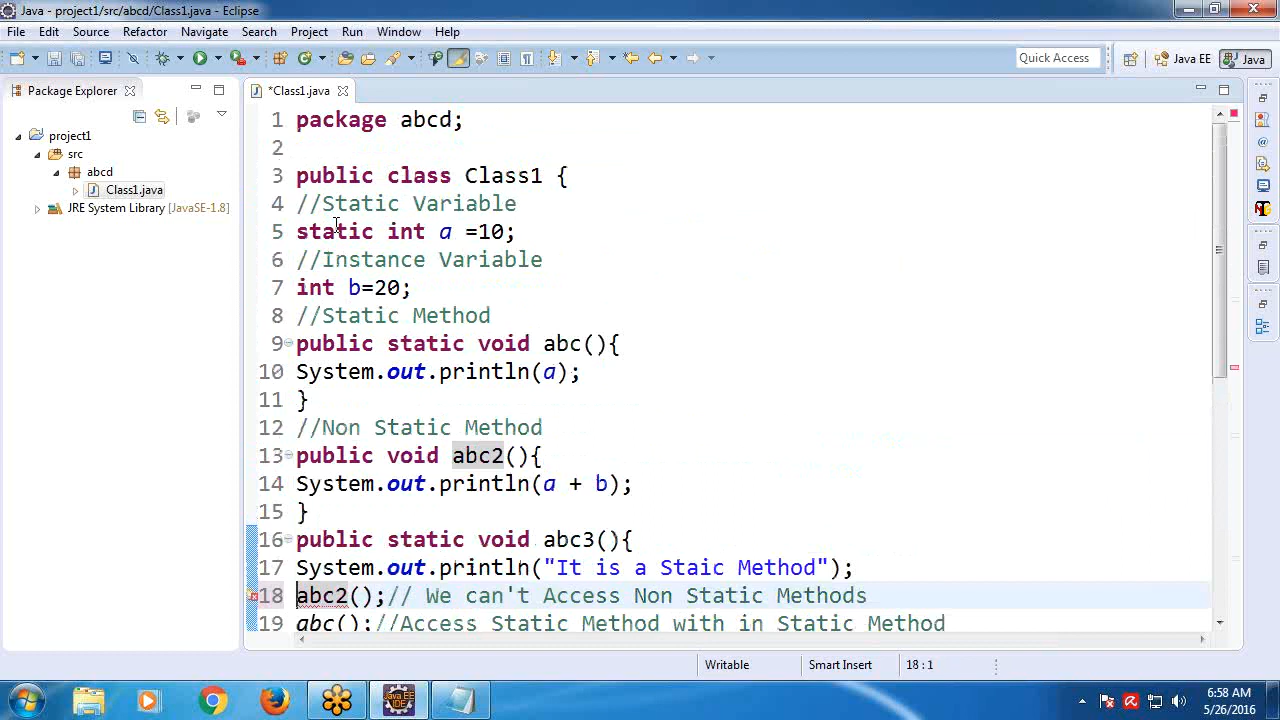 Java - project1/src/abcd/Class1.java - Eclipse
File Edit Source Refactor Navigate Search Project Run Window Help
Quick Access Java EE Java
Package Explorer
project1
src
abcd
Class1.java
JRE System Library [JavaSE-1.8]
*Class1.java
1 package abcd;
2
3 public class Class1 {
4 //Static Variable
5 static int a =10;
6 //Instance Variable
7 int b=20;
8 //Static Method
9 public static void abc(){
10 System.out.println(a);
11 }
12 //Non Static Method
13 public void abc2(){
14 System.out.println(a + b);
15 }
16 public static void abc3(){
17 System.out.println("It is a Staic Method");
18 abc2();// We can't Access Non Static Methods
19 abc();//Access Static Method with in Static Method
Writable Smart Insert 18 : 1
Java EE
IDE
6:58 AM
5/26/2016